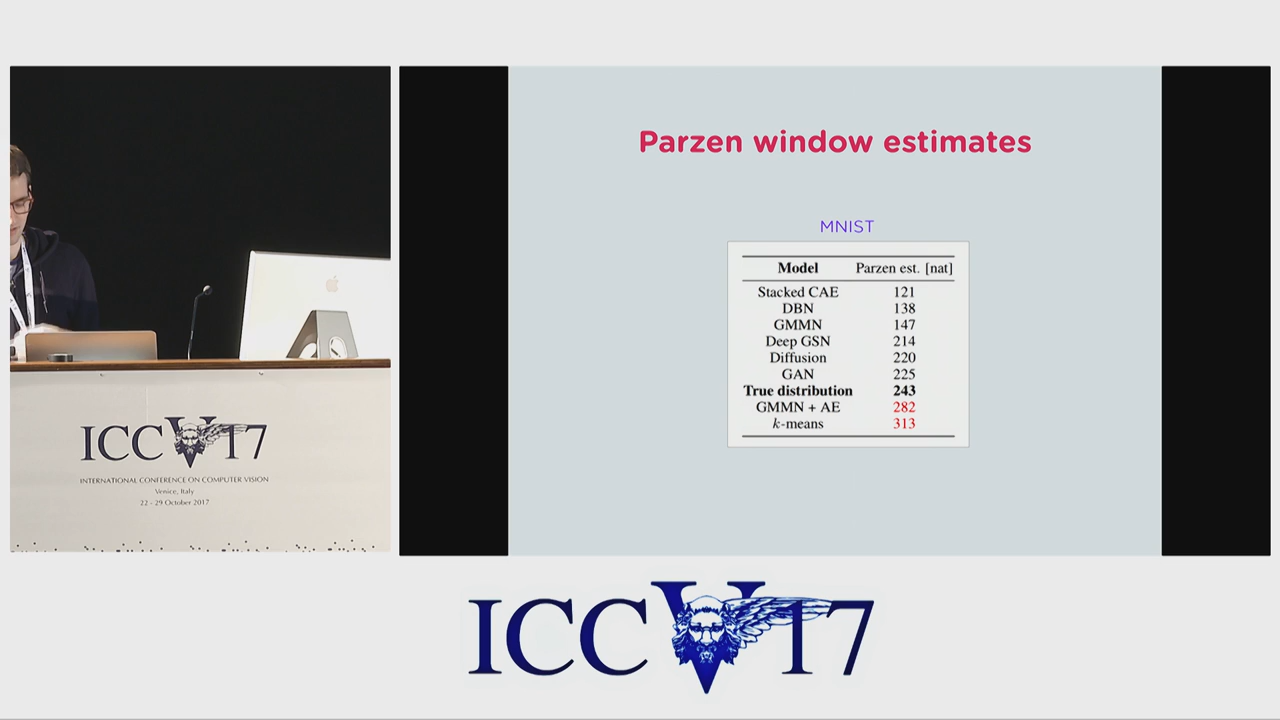 Parzen window estimates
MNIST
Model Parzen est. [nat]
Stacked CAE 121
DBN 138
GMMN 147
Deep GSN 214
Diffusion 220
GAN 225
True distribution 243
GMMN + AE 282
k-means 313
ICCV17
INTERNATIONAL CONFERENCE ON COMPUTER VISION
Venice, Italy
22 - 29 October 2017
ICCV17